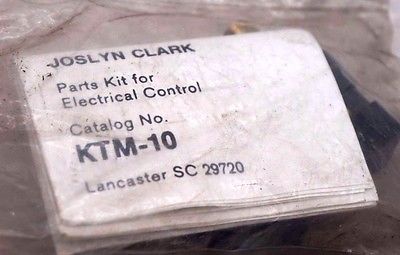 JOSLYN CLARK
Parts Kit for
Electrical Control
Catalog No.
KTM-10
Lancaster SC 29720